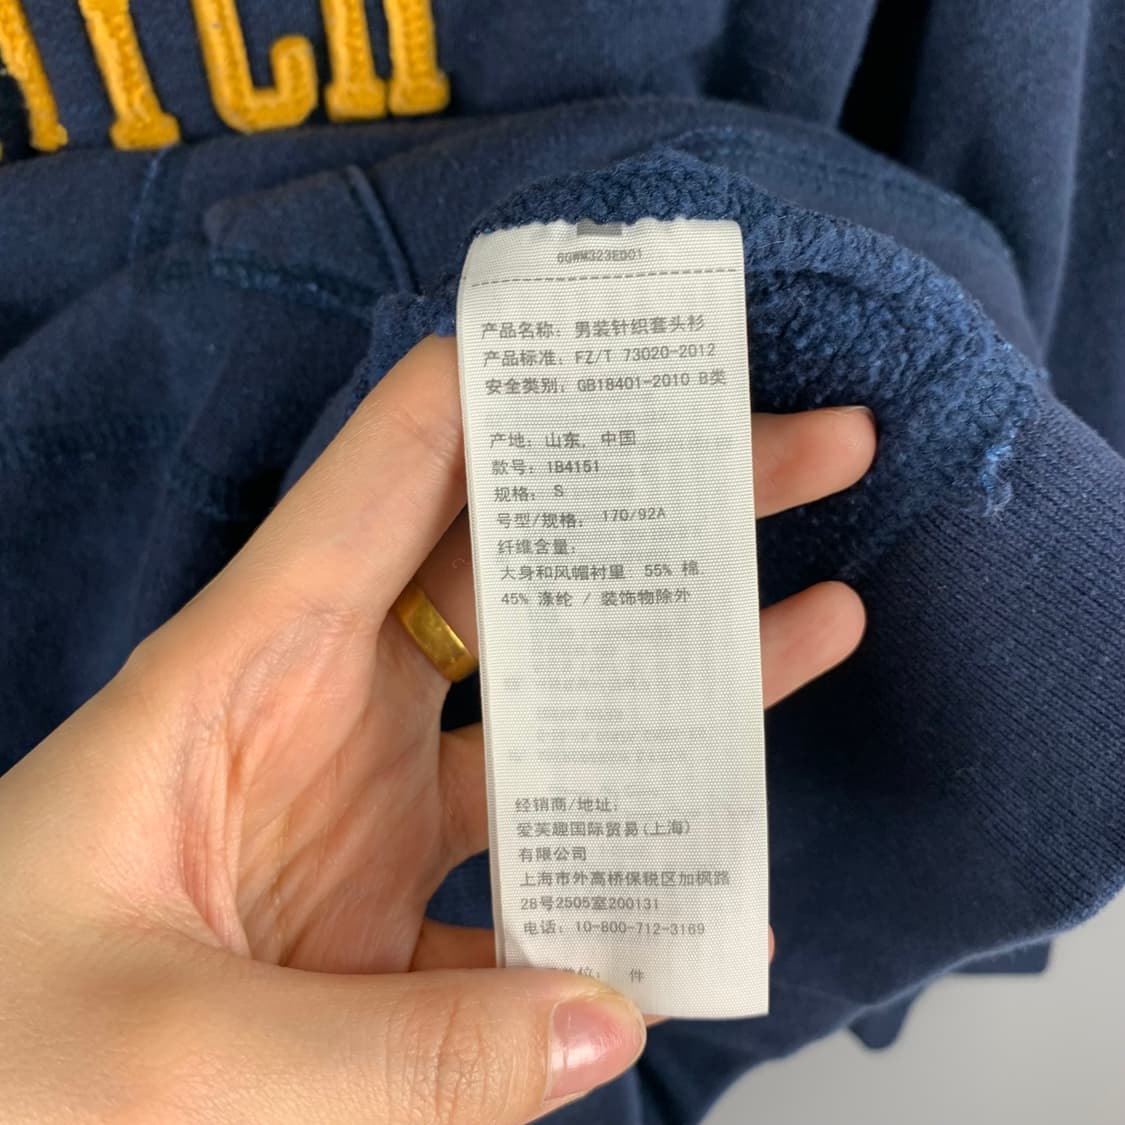 6GWM323ED01
产品名称: 男装针织套头衫
产品标准: FZ/T 73020-2012
安全类别: GB18401-2010 B类
产地: 山东, 中国
款号: 1B4151
规格: S
号型/规格: 170/92A
纤维含量:
大身和风帽衬里: 55% 棉,
45% 涤纶 / 装饰物除外
经销商/地址:
爱芙趣国际贸易(上海)
有限公司
上海市外高桥保税区加枫路
28号2505室200131
电话: 10-800-712-3169
件